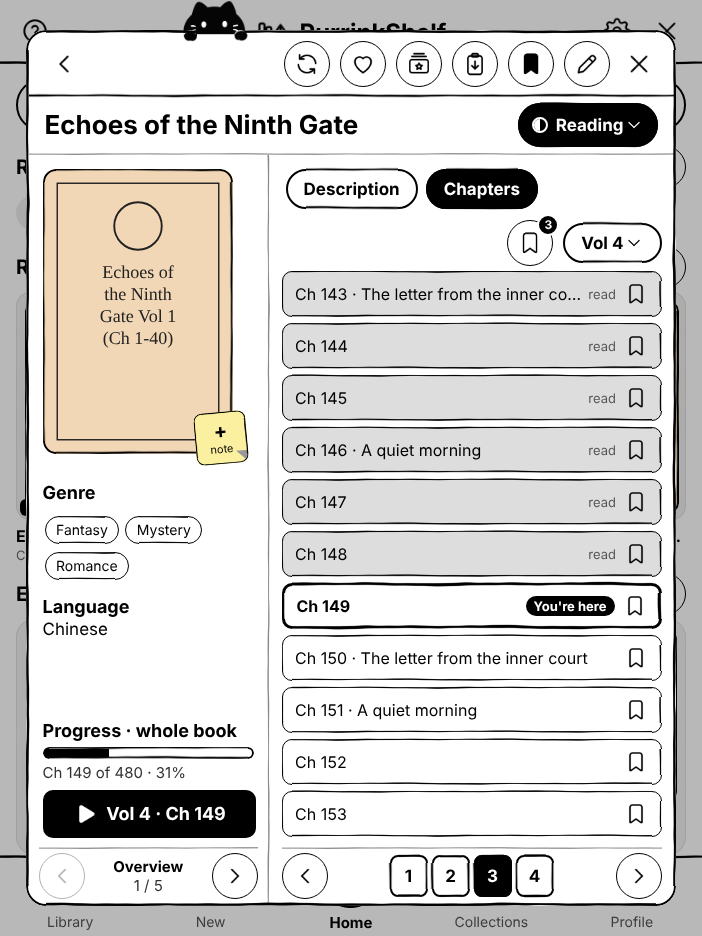 PurrinkShelf
Echoes of the Ninth Gate
Reading
Echoes of
the Ninth
Gate Vol 1
(Ch 1-40)
+
note
Genre
Fantasy
Mystery
Romance
Language
Chinese
Progress · whole book
Ch 149 of 480 · 31%
Vol 4 · Ch 149
Overview
1 / 5
Description
Chapters
3
Vol 4
Ch 143 · The letter from the inner co... read
Ch 144 read
Ch 145 read
Ch 146 · A quiet morning read
Ch 147 read
Ch 148 read
Ch 149 You're here
Ch 150 · The letter from the inner court
Ch 151 · A quiet morning
Ch 152
Ch 153
1 2 3 4
Library New Home Collections Profile